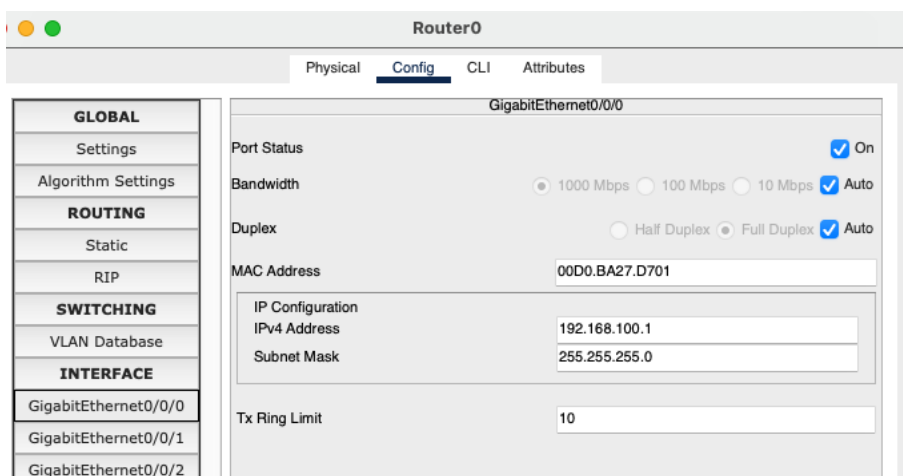 Router0
Physical Config CLI Attributes
GLOBAL
Settings
Algorithm Settings
ROUTING
Static
RIP
SWITCHING
VLAN Database
INTERFACE
GigabitEthernet0/0/0
GigabitEthernet0/0/1
GigabitEthernet0/0/2
GigabitEthernet0/0/0
Port Status On
Bandwidth 1000 Mbps 100 Mbps 10 Mbps Auto
Duplex Half Duplex Full Duplex Auto
MAC Address 00D0.BA27.D701
IP Configuration
IPv4 Address 192.168.100.1
Subnet Mask 255.255.255.0
Tx Ring Limit 10